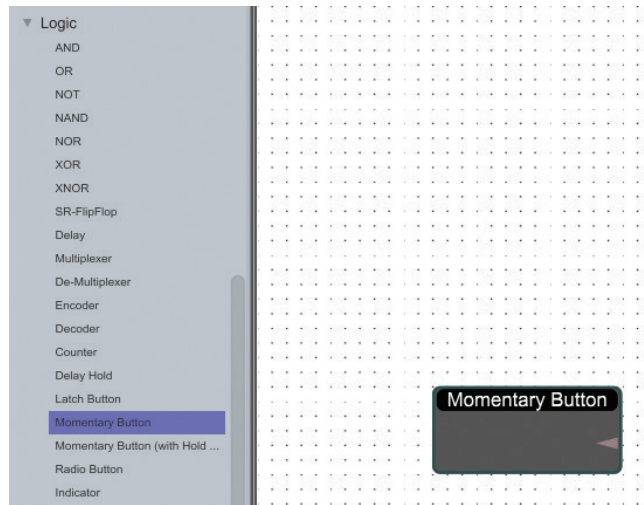 Logic
AND
OR
NOT
NAND
NOR
XOR
XNOR
SR-FlipFlop
Delay
Multiplexer
De-Multiplexer
Encoder
Decoder
Counter
Delay Hold
Latch Button
Momentary Button
Momentary Button (with Hold ...
Radio Button
Indicator
Momentary Button